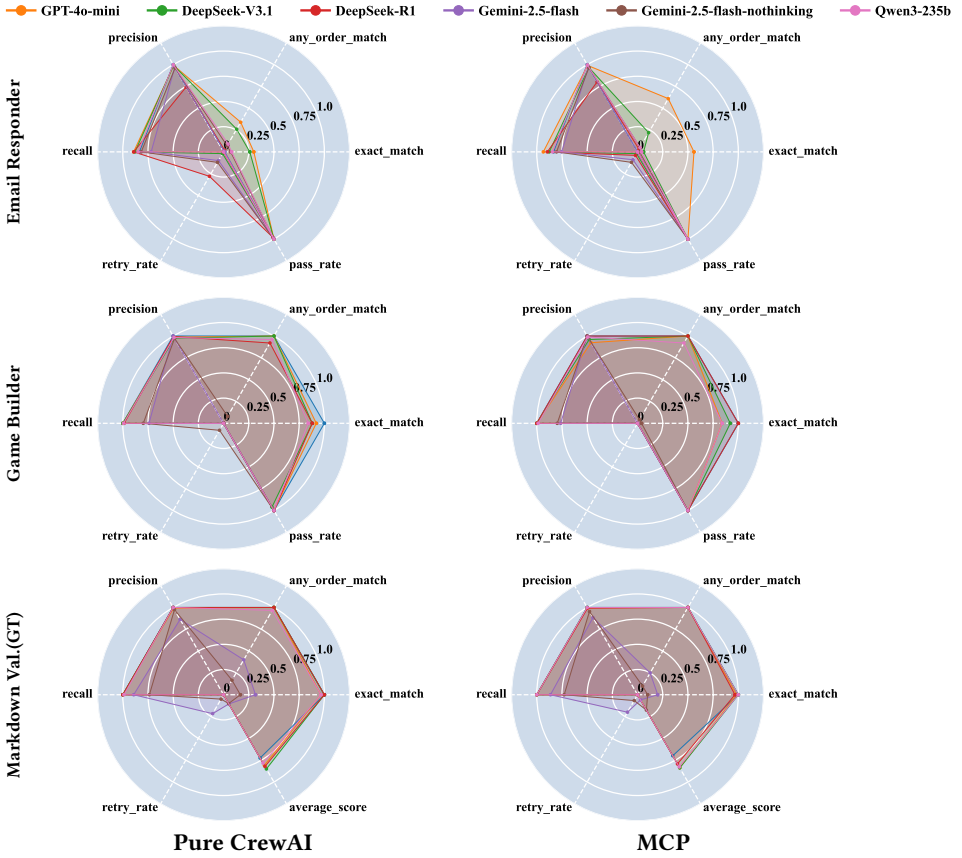 GPT-4o-mini DeepSeek-V3.1 DeepSeek-R1 Gemini-2.5-flash Gemini-2.5-flash-nothinking Qwen3-235b
Email Responder
precision any_order_match
recall 0 0.25 0.5 0.75 1.0 exact_match
retry_rate pass_rate
precision any_order_match
recall 0 0.25 0.5 0.75 1.0 exact_match
retry_rate pass_rate
Game Builder
precision any_order_match
recall 0 0.25 0.5 0.75 1.0 exact_match
retry_rate pass_rate
precision any_order_match
recall 0 0.25 0.5 0.75 1.0 exact_match
retry_rate pass_rate
Markdown Val.(GT)
precision any_order_match
recall 0 0.25 0.5 0.75 1.0 exact_match
retry_rate average_score
precision any_order_match
recall 0 0.25 0.5 0.75 1.0 exact_match
retry_rate average_score
Pure CrewAI MCP